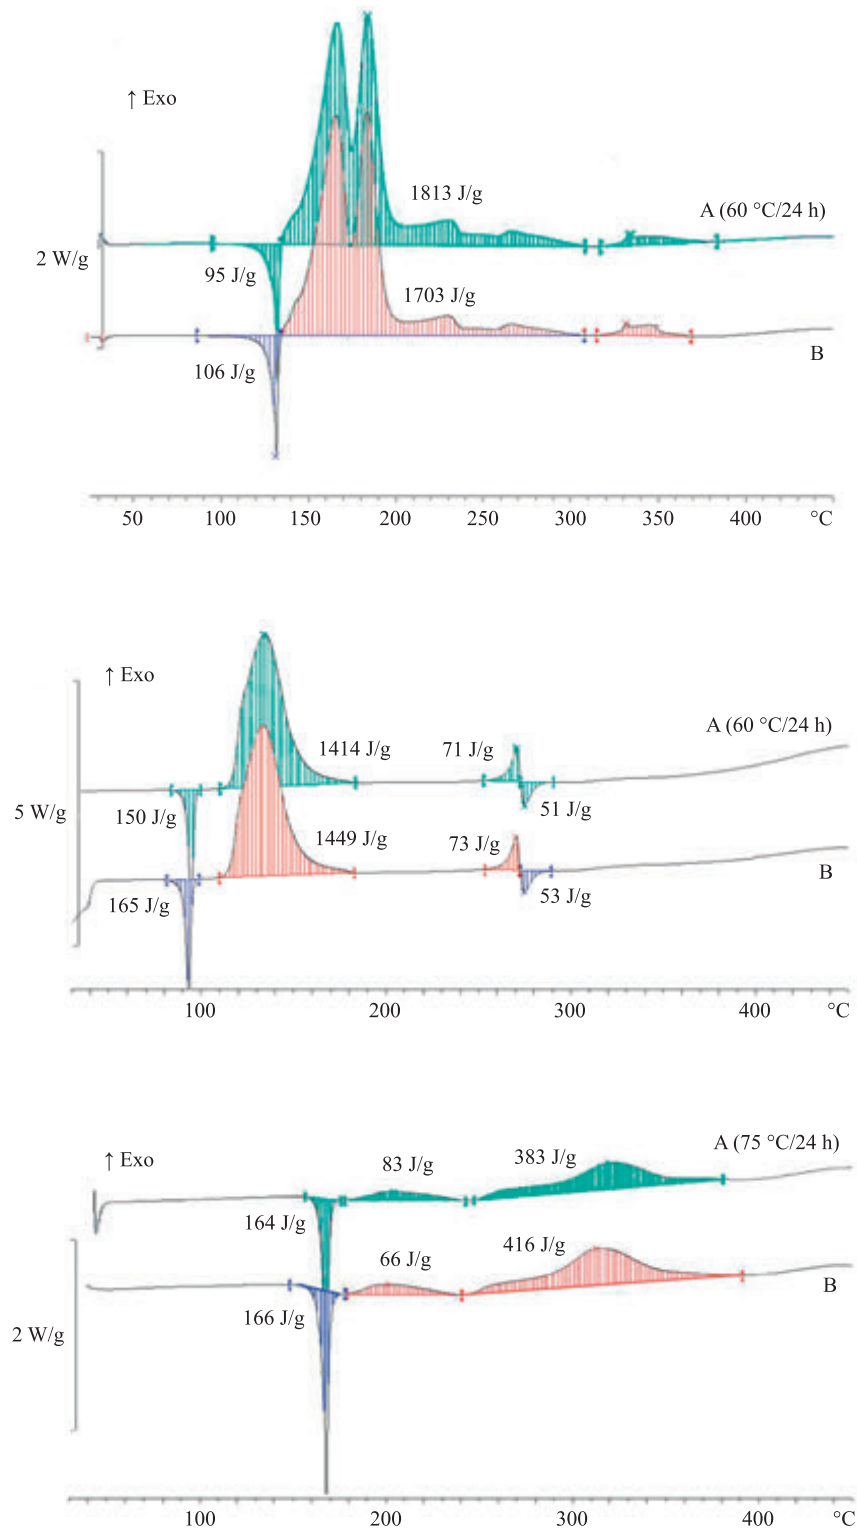 ↑ Exo
1813 J/g
A (60 °C/24 h)
2 W/g
95 J/g
1703 J/g
B
106 J/g
50 100 150 200 250 300 350 400 °C
↑ Exo
A (60 °C/24 h)
1414 J/g
71 J/g
5 W/g
150 J/g
51 J/g
1449 J/g
73 J/g
B
165 J/g
53 J/g
100 200 300 400 °C
A (75 °C/24 h)
↑ Exo
83 J/g
383 J/g
164 J/g
66 J/g
416 J/g
B
166 J/g
2 W/g
100 200 300 400 °C